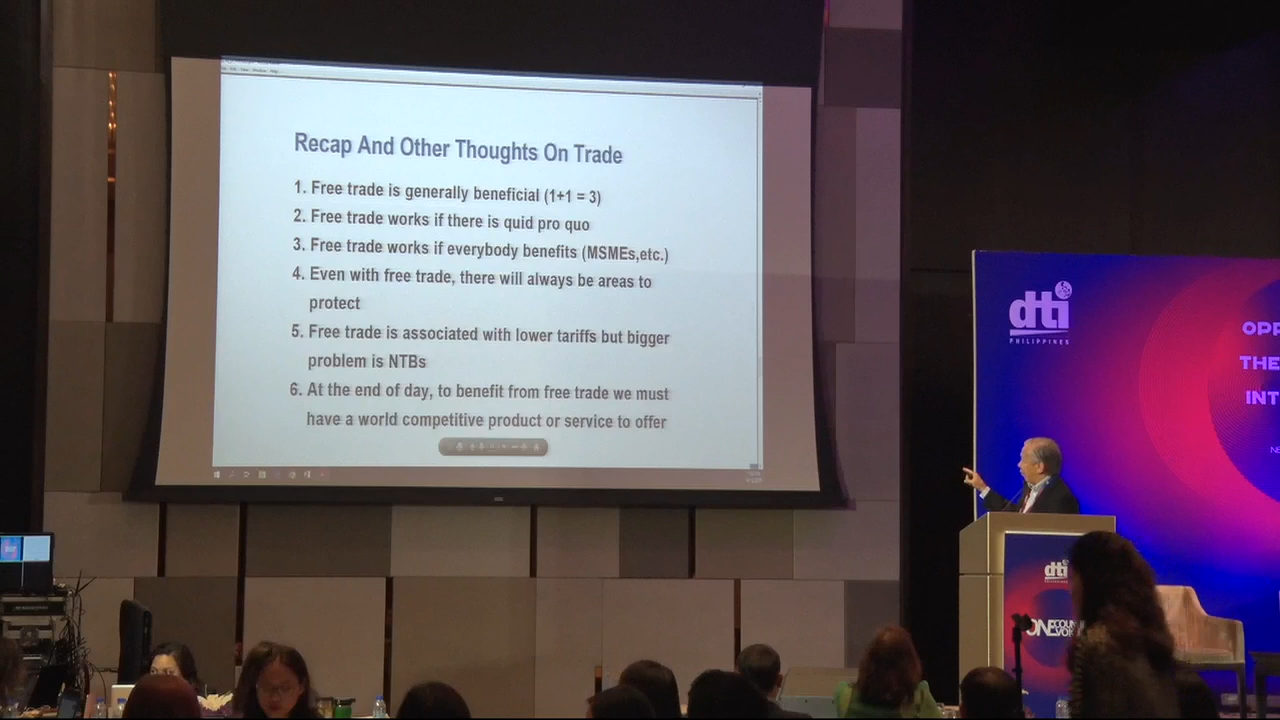 Recap And Other Thoughts On Trade
1. Free trade is generally beneficial (1+1 = 3)
2. Free trade works if there is quid pro quo
3. Free trade works if everybody benefits (MSMEs,etc.)
4. Even with free trade, there will always be areas to
protect
5. Free trade is associated with lower tariffs but bigger
problem is NTBs
6. At the end of day, to benefit from free trade we must
have a world competitive product or service to offer
dti
PHILIPPINES
OPP
THE
INT
dti
PHILIPPINES
ONE